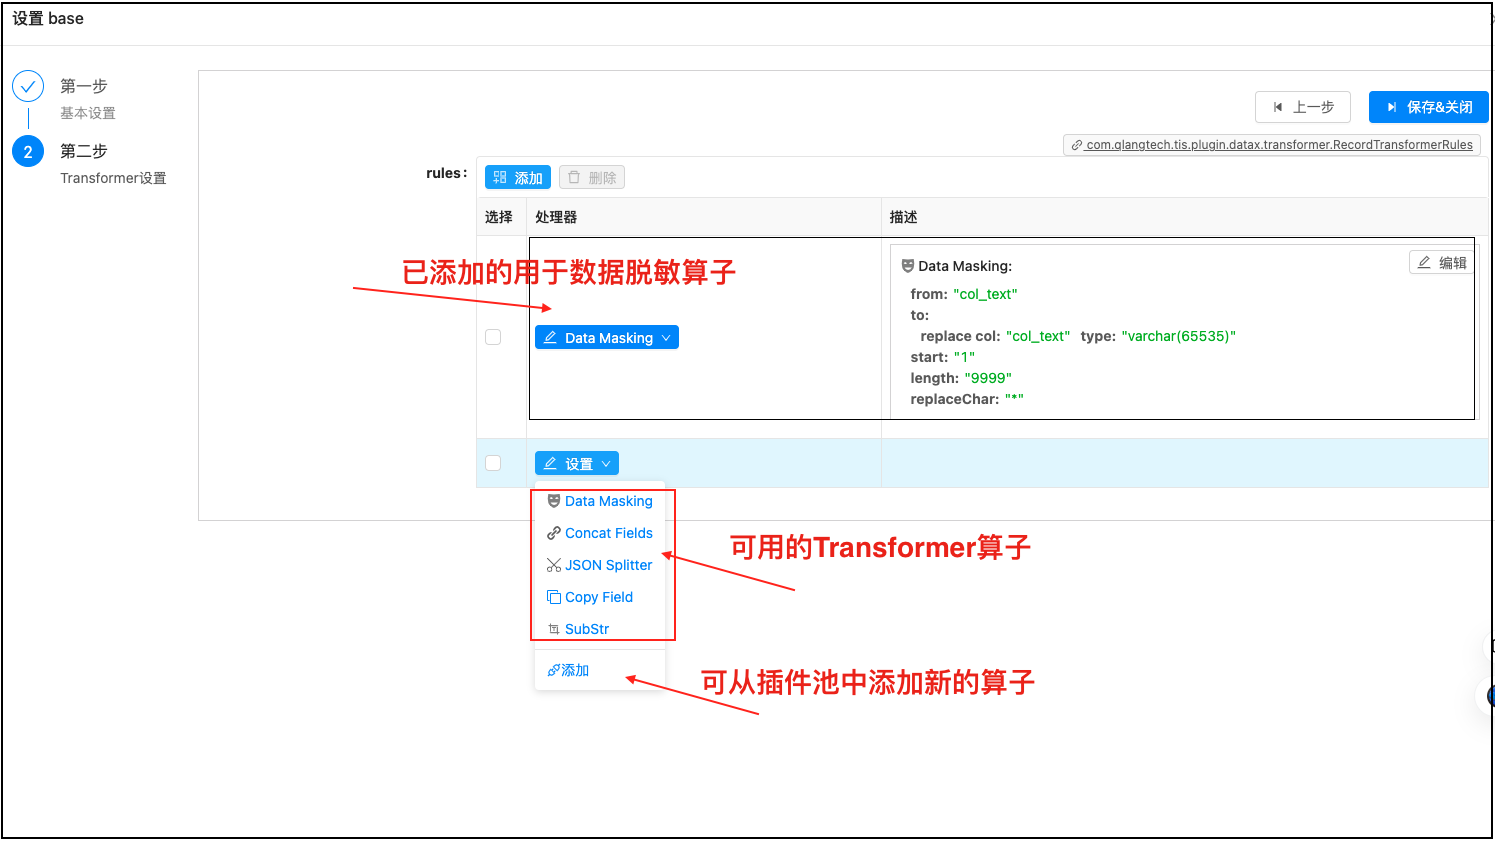 设置 base
第一步
基本设置
2
第二步
Transformer设置
上一步
保存&关闭
com.qlangtech.tis.plugin.datax.transformer.RecordTransformerRules
rules:
添加
删除
选择
处理器
描述
已添加的用于数据脱敏算子
Data Masking
Data Masking:
编辑
from: "col_text"
to:
replace col: "col_text" type: "varchar(65535)"
start: "1"
length: "9999"
replaceChar: "*"
设置
Data Masking
Concat Fields
JSON Splitter
Copy Field
SubStr
添加
可用的Transformer算子
可从插件池中添加新的算子